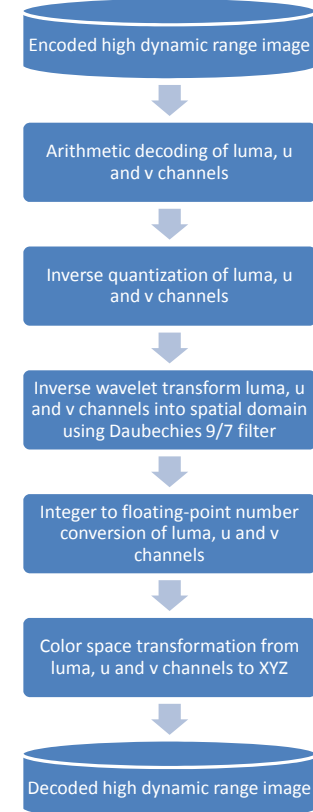 Encoded high dynamic range image
Arithmetic decoding of luma, u
and v channels
Inverse quantization of luma, u
and v channels
Inverse wavelet transform luma, u
and v channels into spatial domain
using Daubechies 9/7 filter
Integer to floating-point number
conversion of luma, u and v
channels
Color space transformation from
luma, u and v channels to XYZ
Decoded high dynamic range image